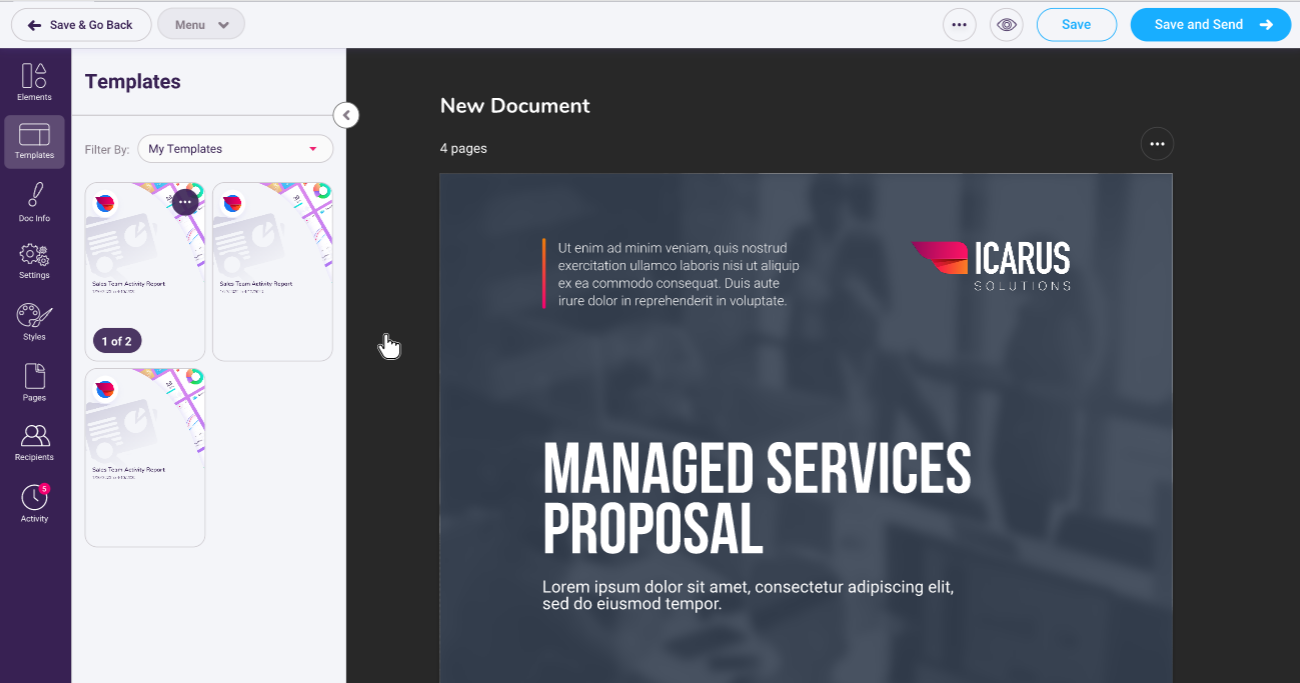 Save & Go Back
Menu
Save
Save and Send
Elements
Templates
Doc Info
Settings
Styles
Pages
Recipients
5
Activity
Templates
Filter By:
My Templates
Sales Team Activity Report
1 of 2
Sales Team Activity Report
Sales Team Activity Report
New Document
4 pages
Ut enim ad minim veniam, quis nostrud
exercitation ullamco laboris nisi ut aliquip
ex ea commodo consequat. Duis aute
irure dolor in reprehenderit in voluptate.
ICARUS
SOLUTIONS
MANAGED SERVICES
PROPOSAL
Lorem ipsum dolor sit amet, consectetur adipiscing elit,
sed do eiusmod tempor.